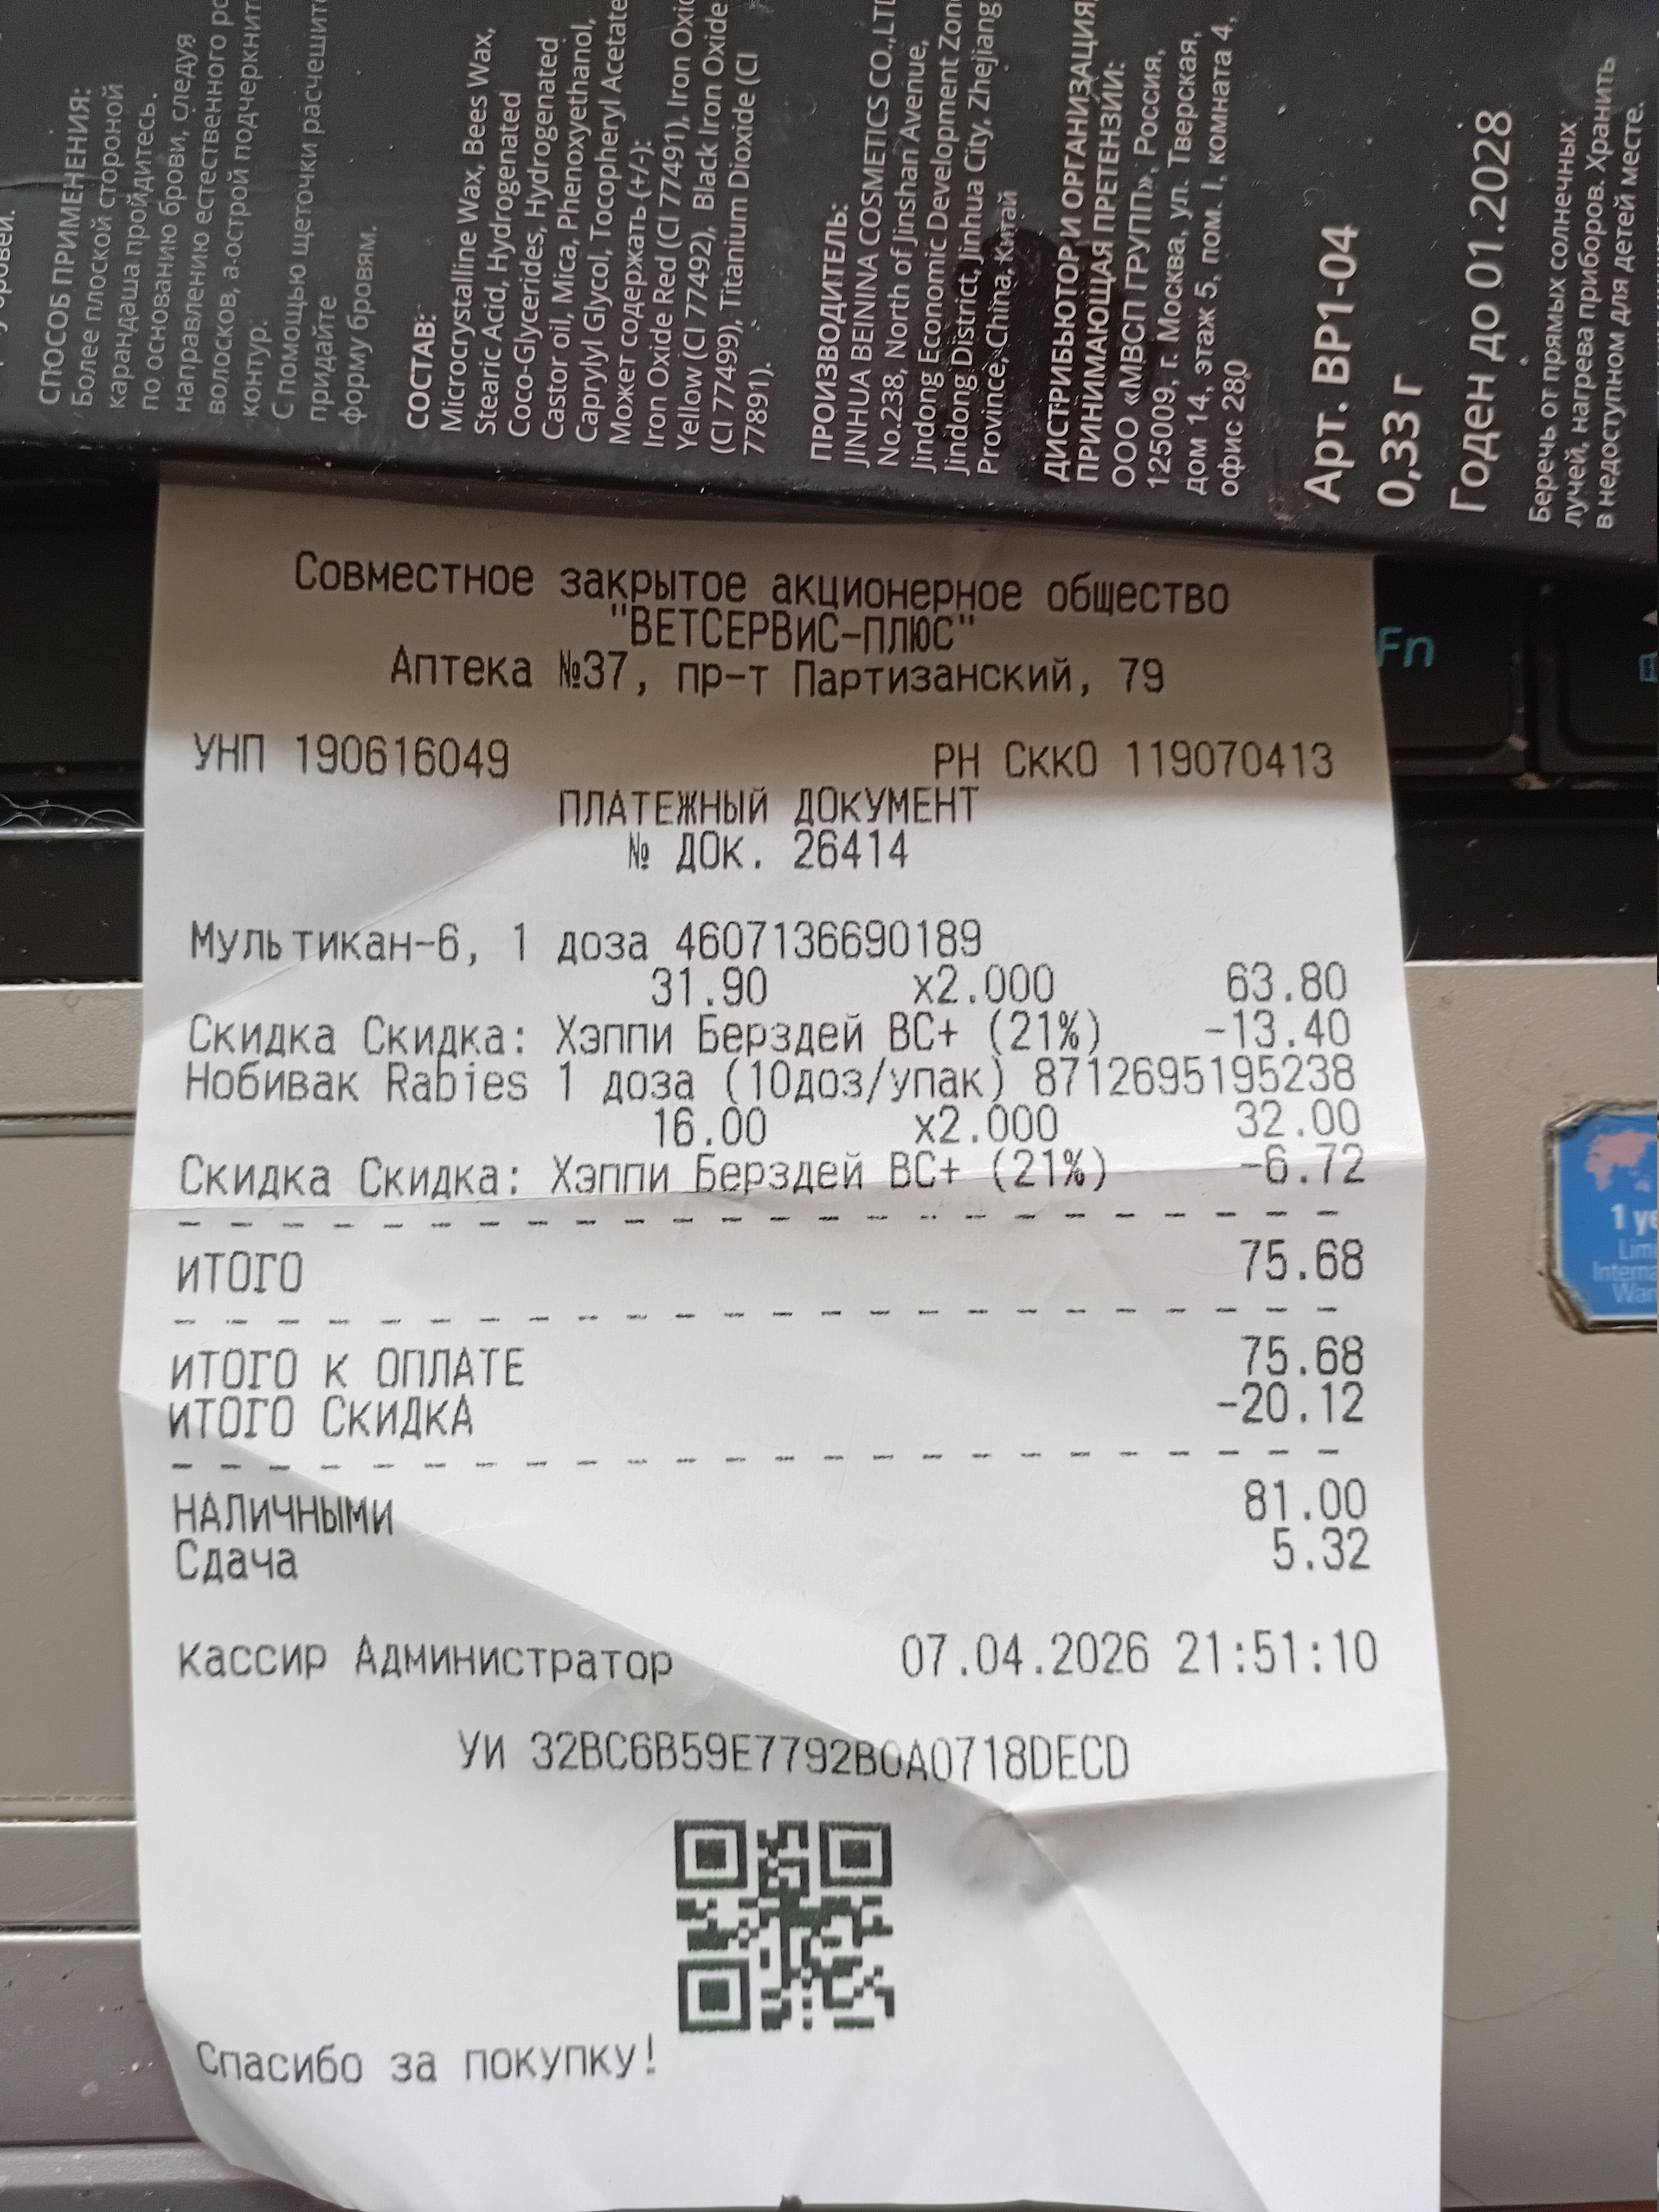 СПОСОБ ПРИМЕНЕНИЯ:
Более плоской стороной
карандаша пройдитесь
по основанию брови, следуя
направлению естественного
волосков, а острой
контур.
С помощью щеточки
придайте
форму бровям.
СОСТАВ:
Microcrystalline Wax, Bees Wax,
Stearic Acid, Hydrogenated
Coco-Glycerides, Hydrogenated
Castor oil, Mica, Phenoxyethanol,
Caprylyl Glycol, Tocopheryl Acetate
Может содержать (+/-):
Iron Oxide Red (CI 77491), Iron
Yellow (CI 77492), Black Iron Oxide
(CI 77499), Titanium Dioxide (CI
77891).
ПРОИЗВОДИТЕЛЬ:
JINHUA BEININA COSMETICS CO.,LTD
No.238, North of Jinshan Avenue,
Jindong Economic Development
Jindong District, Jinhua City, Zhejiang
Province, China, Китай
ДИСТРИБЬЮТОР И ОРГАНИЗАЦИЯ,
ПРИНИМАЮЩАЯ ПРЕТЕНЗИИ:
ООО «МВСП ГРУПП», Россия,
125009, г. Москва, ул. Тверская,
дом 14, этаж 5, пом. I, комната 4,
офис 280
Арт. BP1-04
0,33 г
Годен до 01.2028
Беречь от прямых солнечных
лучей, нагрева приборов. Хранить
в недоступном для детей месте.
Совместное закрытое акционерное общество
"ВЕТСЕРВИС-ПЛЮС"
Аптека №37, пр-т Партизанский, 79
УНП 190616049 РН СККО 119070413
ПЛАТЕЖНЫЙ ДОКУМЕНТ
№ ДОК. 26414
Мультикан-6, 1 доза 4607136690189
31.90 x2.000 63.80
Скидка Скидка: Хэппи Берздей ВС+ (21%) -13.40
Нобивак Rabies 1 доза (10доз/упак) 8712695195238
16.00 x2.000 32.00
Скидка Скидка: Хэппи Берздей ВС+ (21%) -6.72
ИТОГО 75.68
ИТОГО К ОПЛАТЕ 75.68
ИТОГО СКИДКА -20.12
НАЛИЧНЫМИ 81.00
Сдача 5.32
Кассир Администратор 07.04.2026 21:51:10
УИ 32BC6B59E7792B0A0718DECD
Спасибо за покупку!
Fn